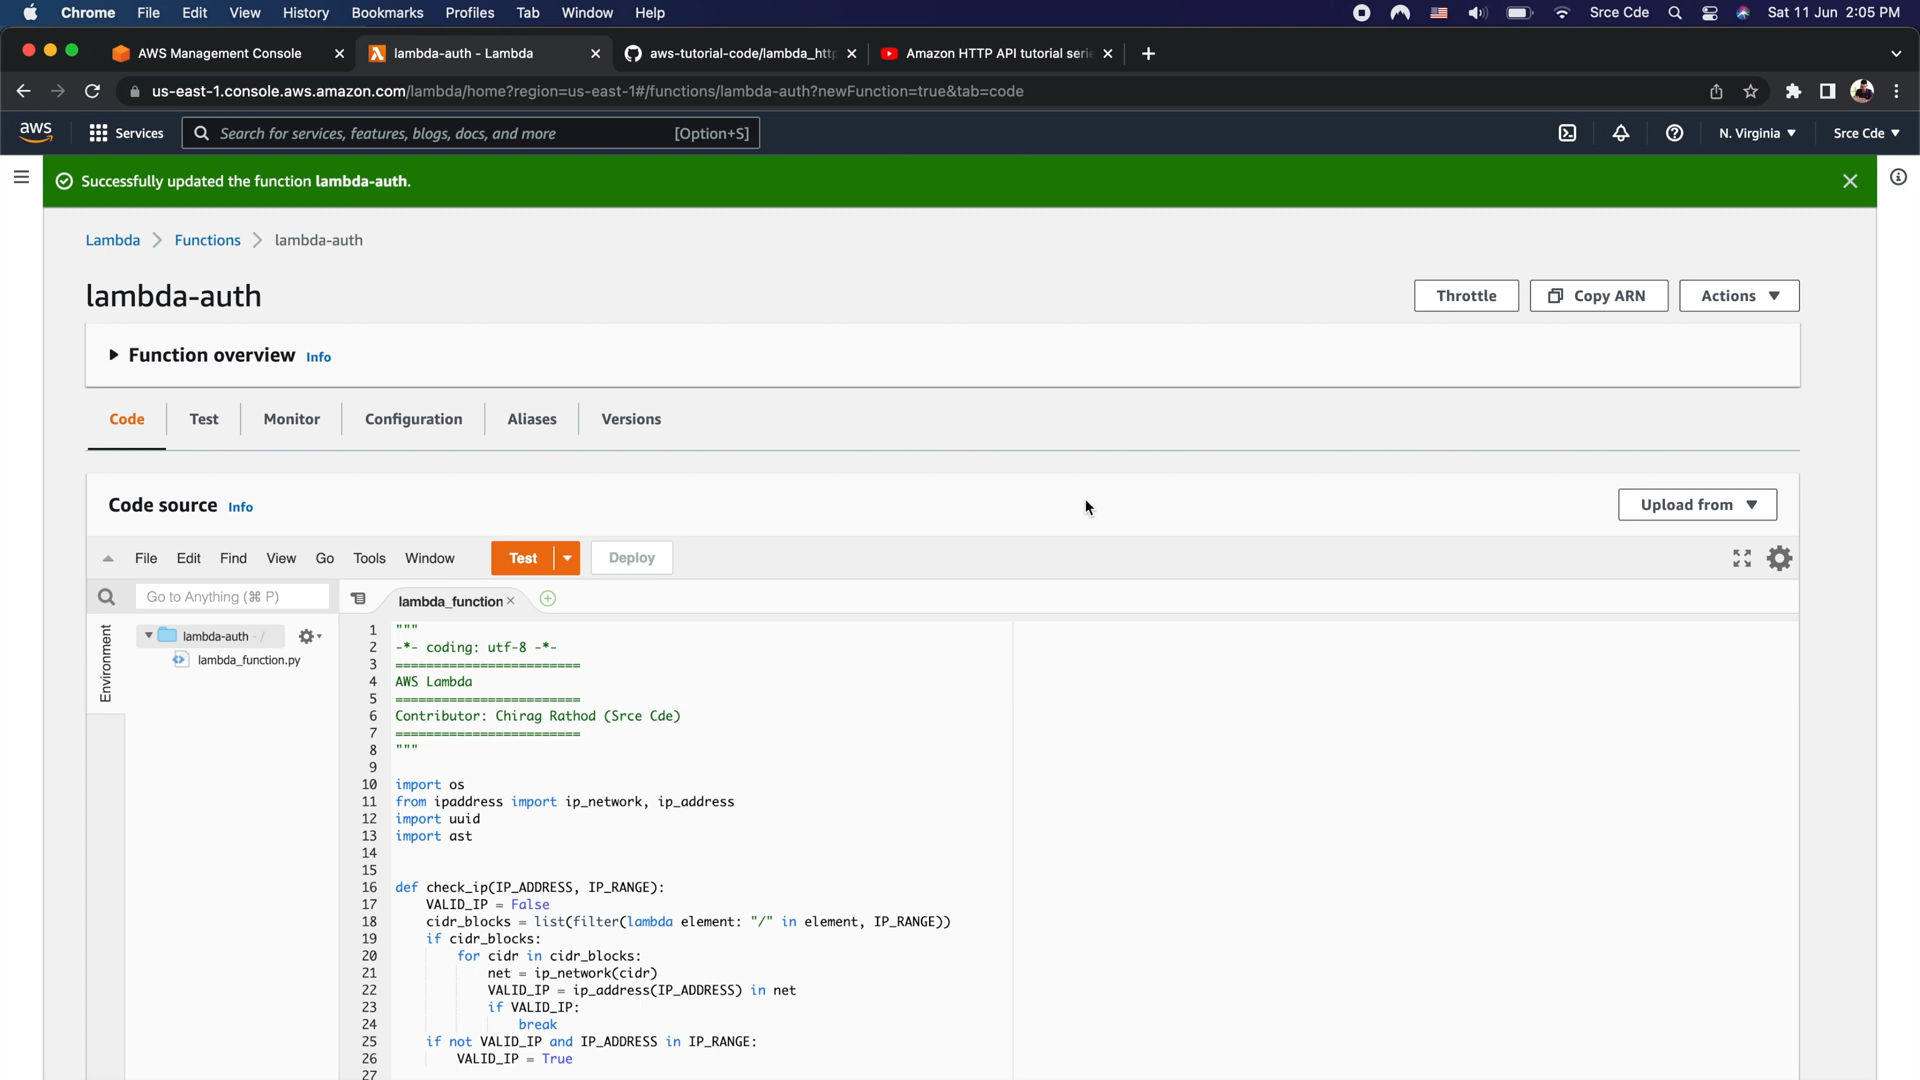 Chrome File Edit View History Bookmarks Profiles Tab Window Help Srce Cde Sat 11 Jun 2:05 PM
AWS Management Console lambda-auth - Lambda aws-tutorial-code/lambda_http Amazon HTTP API tutorial serie
us-east-1.console.aws.amazon.com/lambda/home?region=us-east-1#/functions/lambda-auth?newFunction=true&tab=code
aws Services Search for services, features, blogs, docs, and more [Option+S] N. Virginia Srce Cde
Successfully updated the function lambda-auth.
Lambda Functions lambda-auth
lambda-auth Throttle Copy ARN Actions
Function overview Info
Code Test Monitor Configuration Aliases Versions
Code source Info Upload from
File Edit Find View Go Tools Window Test Deploy
Go to Anything (⌘ P) lambda_function
Environment
lambda-auth - /
lambda_function.py
1 """
2 -*- coding: utf-8 -*-
3 ========================
4 AWS Lambda
5 ========================
6 Contributor: Chirag Rathod (Srce Cde)
7 ========================
8 """
9
10 import os
11 from ipaddress import ip_network, ip_address
12 import uuid
13 import ast
14
15
16 def check_ip(IP_ADDRESS, IP_RANGE):
17 VALID_IP = False
18 cidr_blocks = list(filter(lambda element: "/" in element, IP_RANGE))
19 if cidr_blocks:
20 for cidr in cidr_blocks:
21 net = ip_network(cidr)
22 VALID_IP = ip_address(IP_ADDRESS) in net
23 if VALID_IP:
24 break
25 if not VALID_IP and IP_ADDRESS in IP_RANGE:
26 VALID_IP = True
27